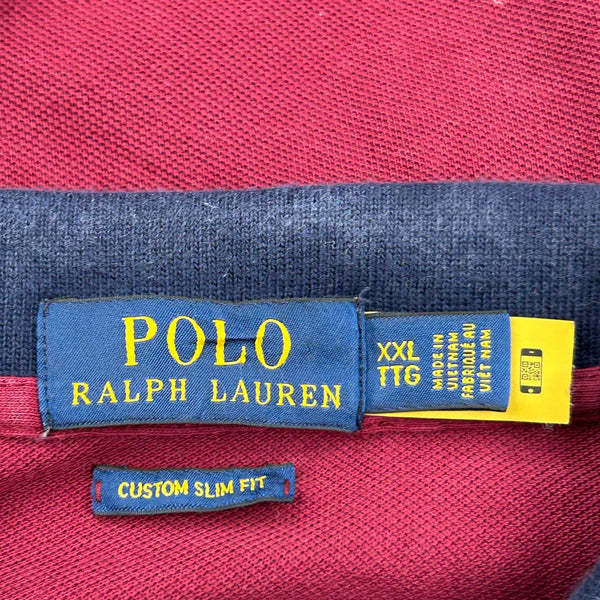 POLO
RALPH LAUREN
XXL
TTG
MADE IN
VIETNAM
FABRIQUÉ AU
VIÊT NAM
CUSTOM SLIM FIT